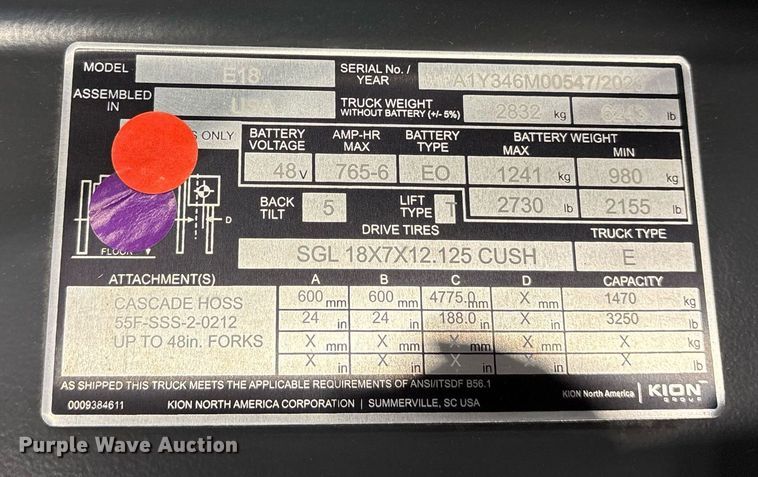 MODEL E18 SERIAL No./ YEAR A1Y346M00547/
ASSEMBLED IN USA TRUCK WEIGHT WITHOUT BATTERY (+/- 5%) 2832 kg lb
S ONLY BATTERY VOLTAGE AMP-HR MAX BATTERY TYPE BATTERY WEIGHT
MAX MIN
48 V 765-6 EO 1241 kg 980 kg
BACK TILT 5 LIFT TYPE T 2730 lb 2155 lb
D
FLOOR
DRIVE TIRES TRUCK TYPE
SGL 18X7X12.125 CUSH E
ATTACHMENT(S) A B C D CAPACITY
CASCADE HOSS 600 mm 600 mm 4775.0 mm X mm 1470 kg
55F-SSS-2-0212 24 in 24 in 188.0 in X in 3250 lb
UP TO 48in. FORKS X mm X mm X mm X mm X kg
X in X in X in X in X lb
AS SHIPPED THIS TRUCK MEETS THE APPLICABLE REQUIREMENTS OF ANSI/ITSDF B56.1
0009384611 KION NORTH AMERICA CORPORATION | SUMMERVILLE, SC USA
KION North America | KION GROUP
Purple Wave Auction